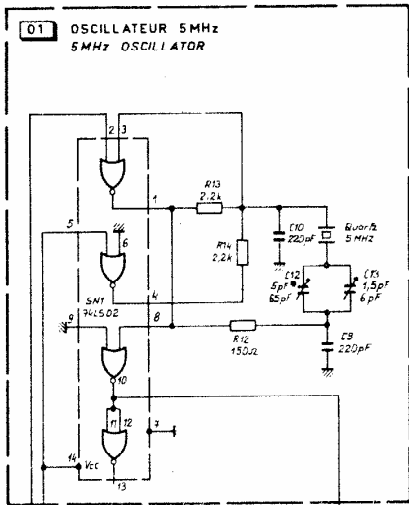 01 OSCILLATEUR 5MHz
5MHz OSCILLATOR
2 3
1
R13
2,2k
C10
220pF
Quartz
5 MHZ
5
6
R14
2,2k
C12
5pF
65pF
C13
1,5pF
6pF
4
SN1
74LS02
9
8
R12
150Ω
C9
220pF
10
11 12
7
14
Vcc
13